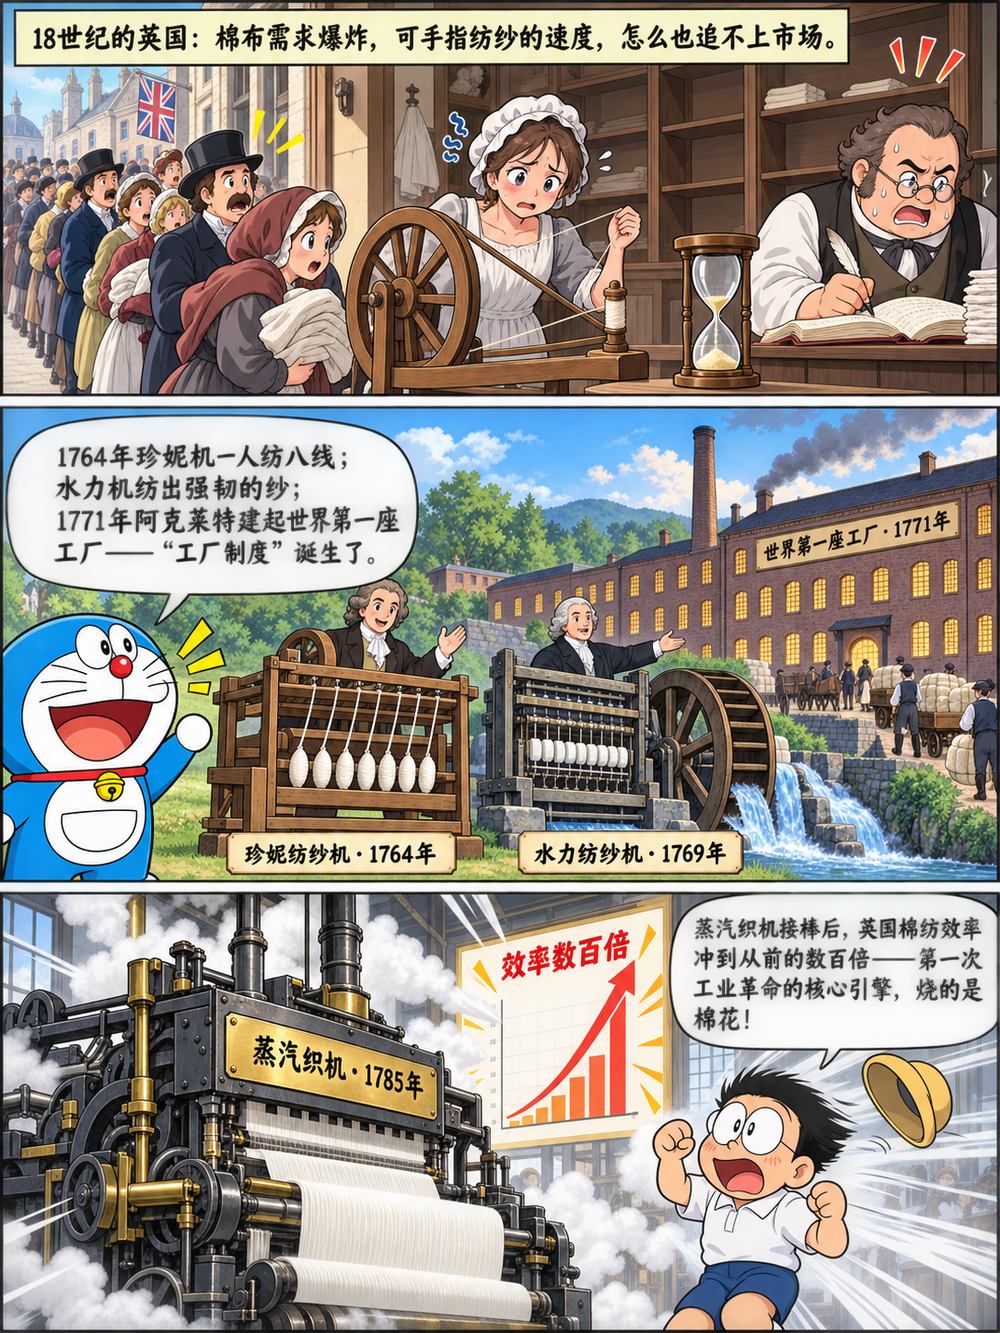 18世纪的英国：棉布需求爆炸，可手指纺纱的速度，怎么也追不上市场。
1764年珍妮机一人纺八线；
水力机纺出强韧的纱；
1771年阿克莱特建起世界第一座
工厂——“工厂制度”诞生了。
世界第一座工厂·1771年
珍妮纺纱机·1764年
水力纺纱机·1769年
效率数百倍
蒸汽织机·1785年
蒸汽织机接棒后，英国棉纺效率
冲到从前的数百倍——第一次
工业革命的核心引擎，烧的是
棉花！